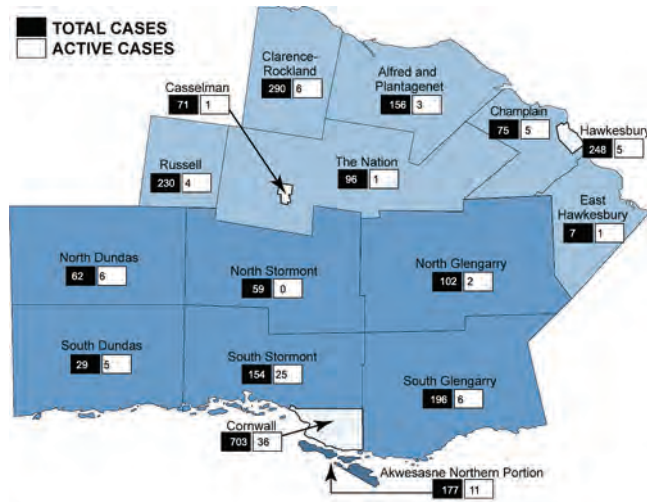 TOTAL CASES
ACTIVE CASES
Clarence-
Rockland
290 6
Alfred and
Plantagenet
156 3
Casselman
71 1
Champlain
75 5
Hawkesbury
248 5
Russell
230 4
The Nation
96 1
East
Hawkesbury
7 1
North Dundas
62 6
North Stormont
59 0
North Glengarry
102 2
South Dundas
29 5
South Stormont
154 25
South Glengarry
196 6
Cornwall
703 36
Akwesasne Northern Portion
177 11